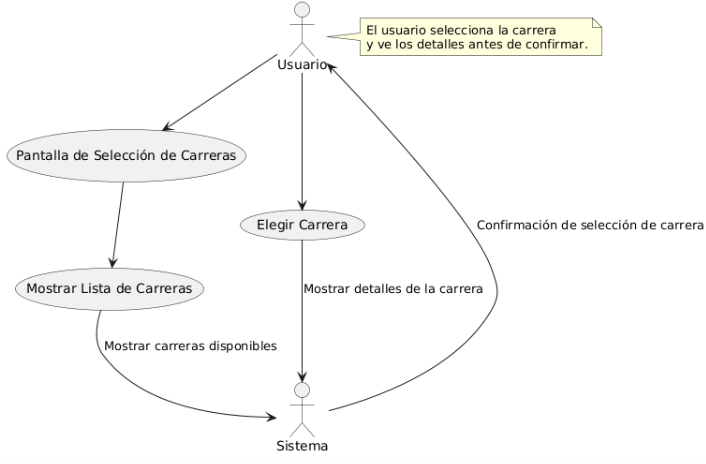 El usuario selecciona la carrera
y ve los detalles antes de confirmar.
Usuario
Pantalla de Selección de Carreras
Elegir Carrera
Confirmación de selección de carrera
Mostrar Lista de Carreras
Mostrar detalles de la carrera
Mostrar carreras disponibles
Sistema